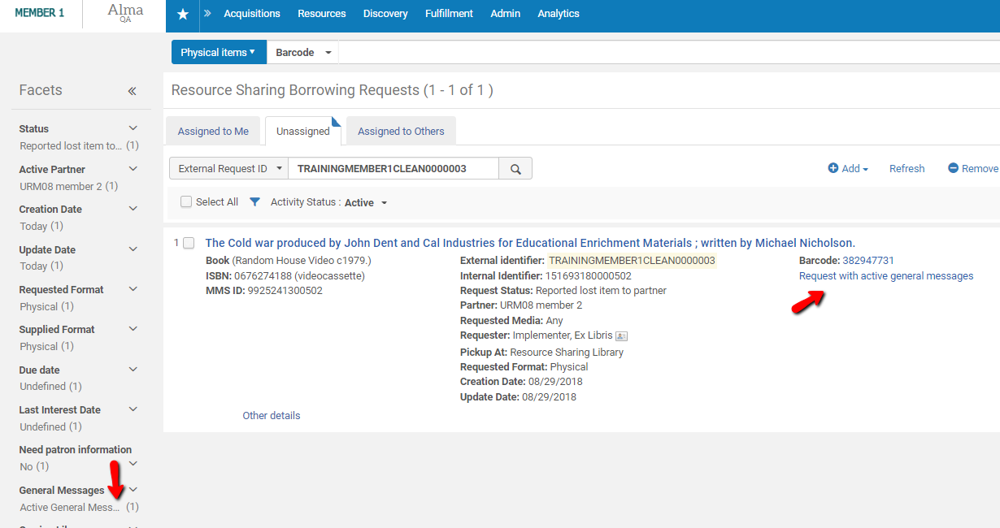 MEMBER 1
Alma
QA
Acquisitions Resources Discovery Fulfillment Admin Analytics
Physical items Barcode
Facets
Status
Reported lost item to... (1)
Active Partner
URM08 member 2 (1)
Creation Date
Today (1)
Update Date
Today (1)
Requested Format
Physical (1)
Supplied Format
Physical (1)
Due date
Undefined (1)
Last Interest Date
Undefined (1)
Need patron information
No (1)
General Messages
Active General Mess... (1)
Resource Sharing Borrowing Requests (1 - 1 of 1 )
Assigned to Me Unassigned Assigned to Others
External Request ID TRAININGMEMBER1CLEAN0000003
Add Refresh Remove
Select All Activity Status : Active
1 The Cold war produced by John Dent and Cal Industries for Educational Enrichment Materials ; written by Michael Nicholson.
Book (Random House Video c1979.)
ISBN: 0676274188 (videocassette)
MMS ID: 9925241300502
External identifier: TRAININGMEMBER1CLEAN0000003
Internal Identifier: 151693180000502
Request Status: Reported lost item to partner
Partner: URM08 member 2
Requested Media: Any
Requester: Implementer, Ex Libris
Pickup At: Resource Sharing Library
Requested Format: Physical
Creation Date: 08/29/2018
Update Date: 08/29/2018
Barcode: 382947731
Request with active general messages
Other details